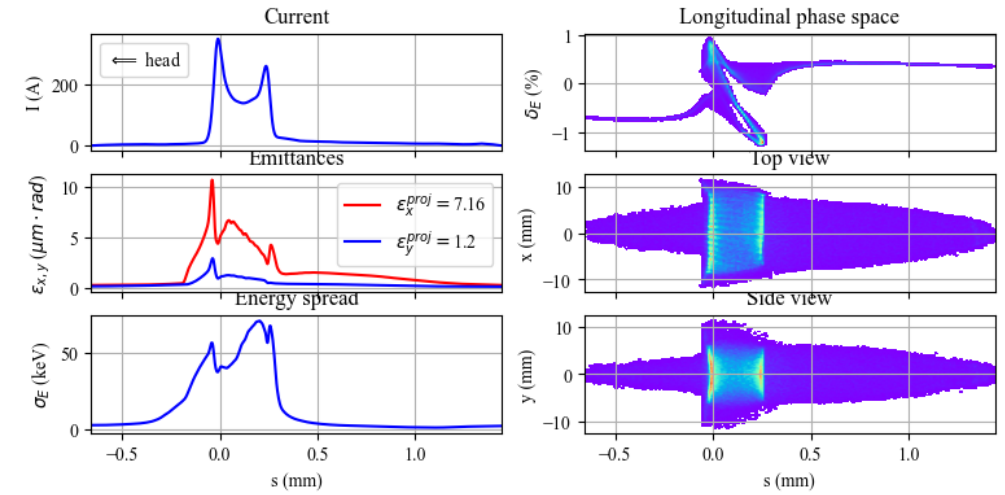 Current
I (A)
200
0
⟸ head
Longitudinal phase space
δ_E (%)
1
0
−1
Emittances
ε_{x,y} (μm · rad)
10
5
0
ε_x^{proj} = 7.16
ε_y^{proj} = 1.2
Top view
x (mm)
10
0
−10
Energy spread
σ_E (keV)
50
0
−0.5 0.0 0.5 1.0
s (mm)
Side view
y (mm)
10
0
−10
−0.5 0.0 0.5 1.0
s (mm)